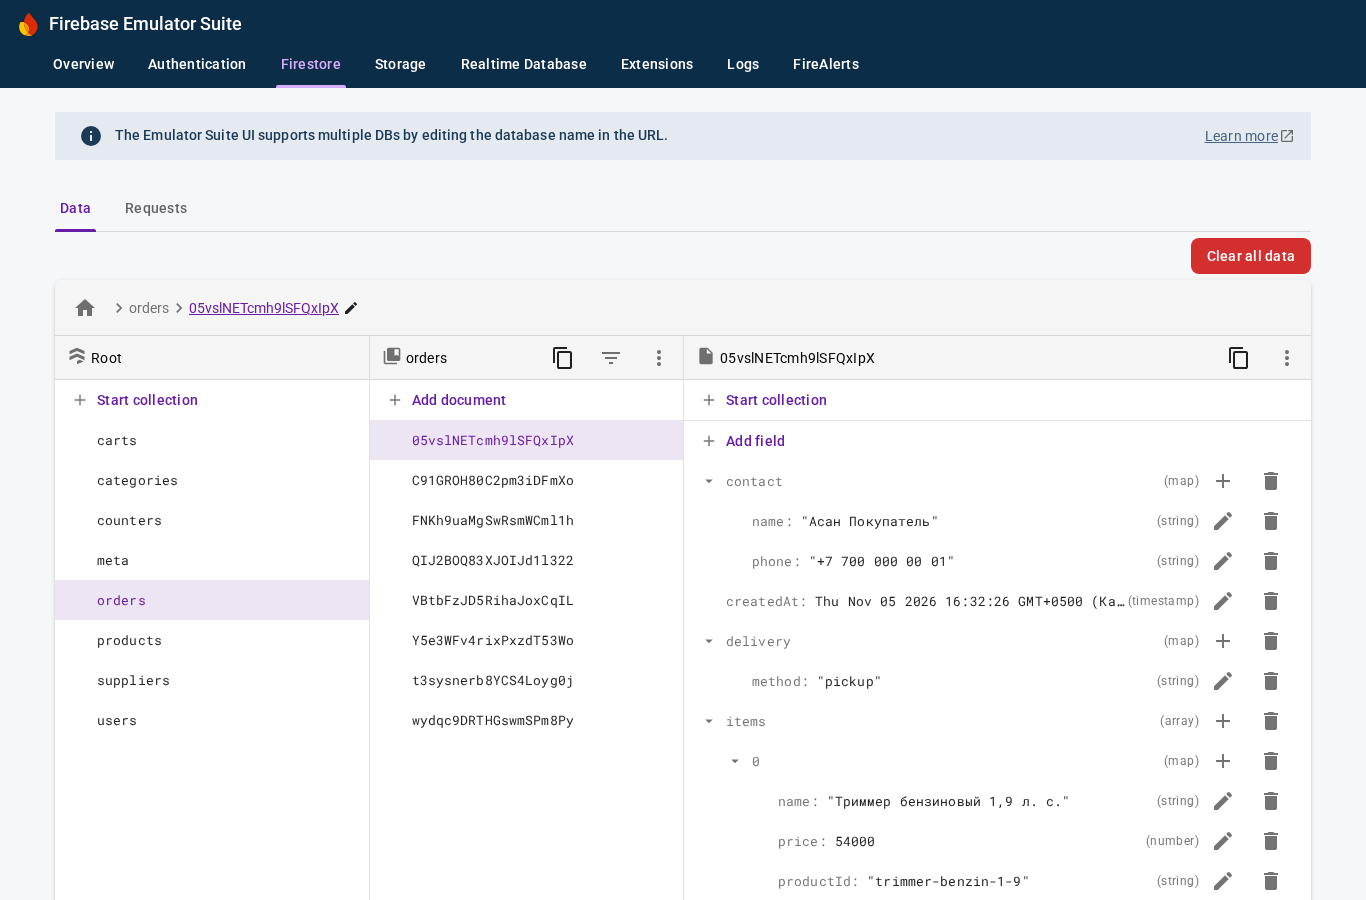 Firebase Emulator Suite
Overview Authentication Firestore Storage Realtime Database Extensions Logs FireAlerts
The Emulator Suite UI supports multiple DBs by editing the database name in the URL. Learn more
Data Requests
Clear all data
orders 05vslNETcmh9lSFQxIpX
Root
orders
05vslNETcmh9lSFQxIpX
Start collection
carts
categories
counters
meta
orders
products
suppliers
users
Add document
05vslNETcmh9lSFQxIpX
C91GROH80C2pm3iDFmXo
FNKh9uaMgSwRsmWCml1h
QIJ2BOQ83XJOIJd1l322
VBtbFzJD5RihaJoxCqIL
Y5e3WFv4rixPxzdT53Wo
t3sysnerb8YCS4Loyg0j
wydqc9DRTHGswmSPm8Py
Start collection
Add field
contact (map)
name: "Асан Покупатель" (string)
phone: "+7 700 000 00 01" (string)
createdAt: Thu Nov 05 2026 16:32:26 GMT+0500 (Ka… (timestamp)
delivery (map)
method: "pickup" (string)
items (array)
0 (map)
name: "Триммер бензиновый 1,9 л. с." (string)
price: 54000 (number)
productId: "trimmer-benzin-1-9" (string)